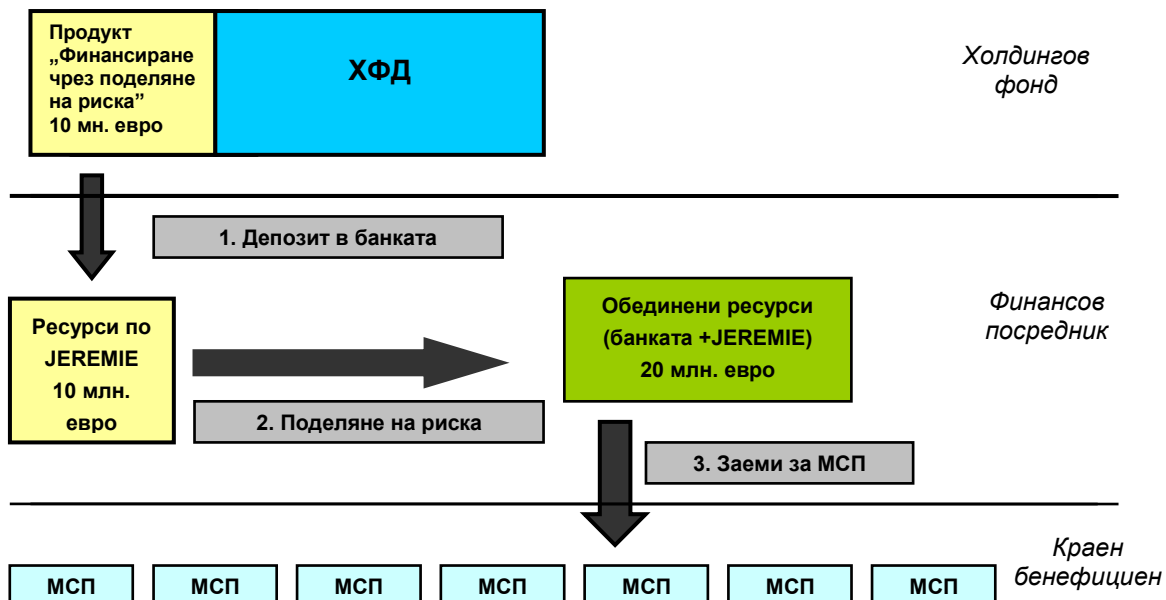 Продукт
„Финансиране
чрез поделяне
на риска”
10 мн. евро
ХФД
Холдингов
фонд
1. Депозит в банката
Ресурси по
JEREMIE
10 млн.
евро
Обединени ресурси
(банката +JEREMIE)
20 млн. евро
Финансов
посредник
2. Поделяне на риска
3. Заеми за МСП
Краен
бенефициен
МСП
МСП
МСП
МСП
МСП
МСП
МСП